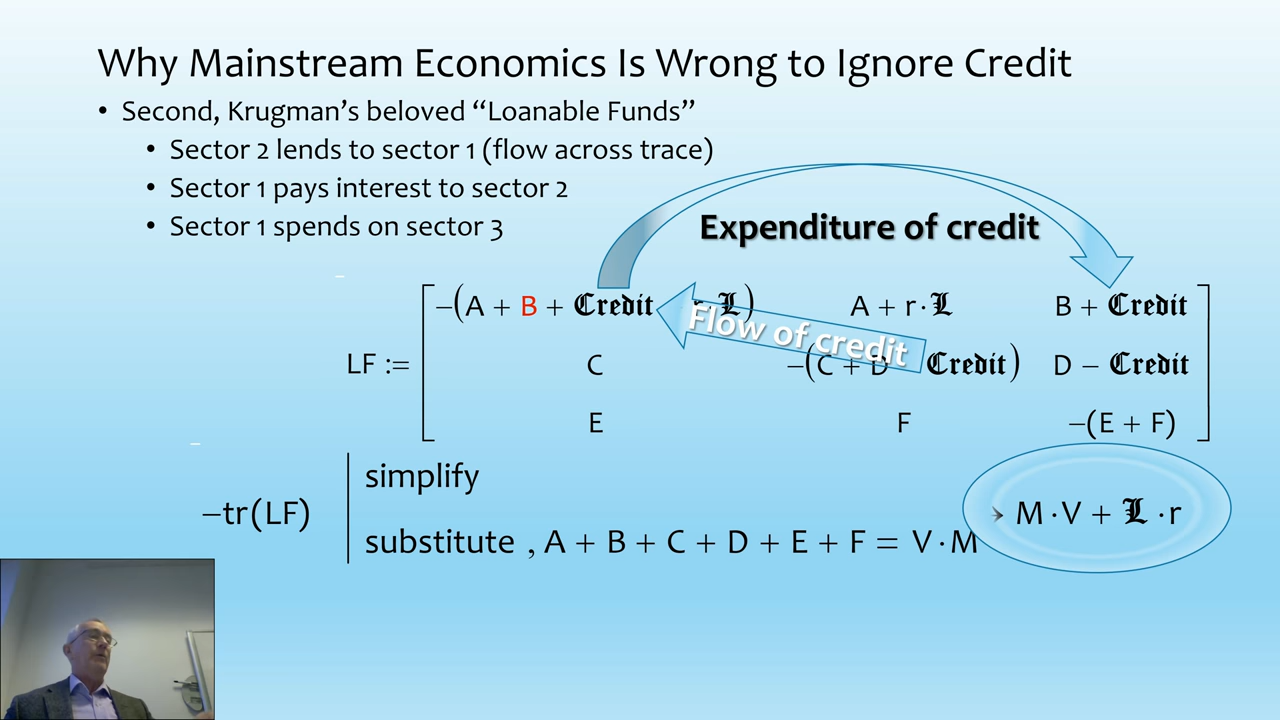 Why Mainstream Economics Is Wrong to Ignore Credit
• Second, Krugman’s beloved “Loanable Funds”
• Sector 2 lends to sector 1 (flow across trace)
• Sector 1 pays interest to sector 2
• Sector 1 spends on sector 3
Expenditure of credit
Flow of credit
−(A + B + Credit 𝕷) A + r·𝕷 B + Credit
LF := C −(C + D Credit) D − Credit
E F −(E + F)
simplify
−tr(LF) → M·V + 𝕷·r
substitute , A + B + C + D + E + F = V·M